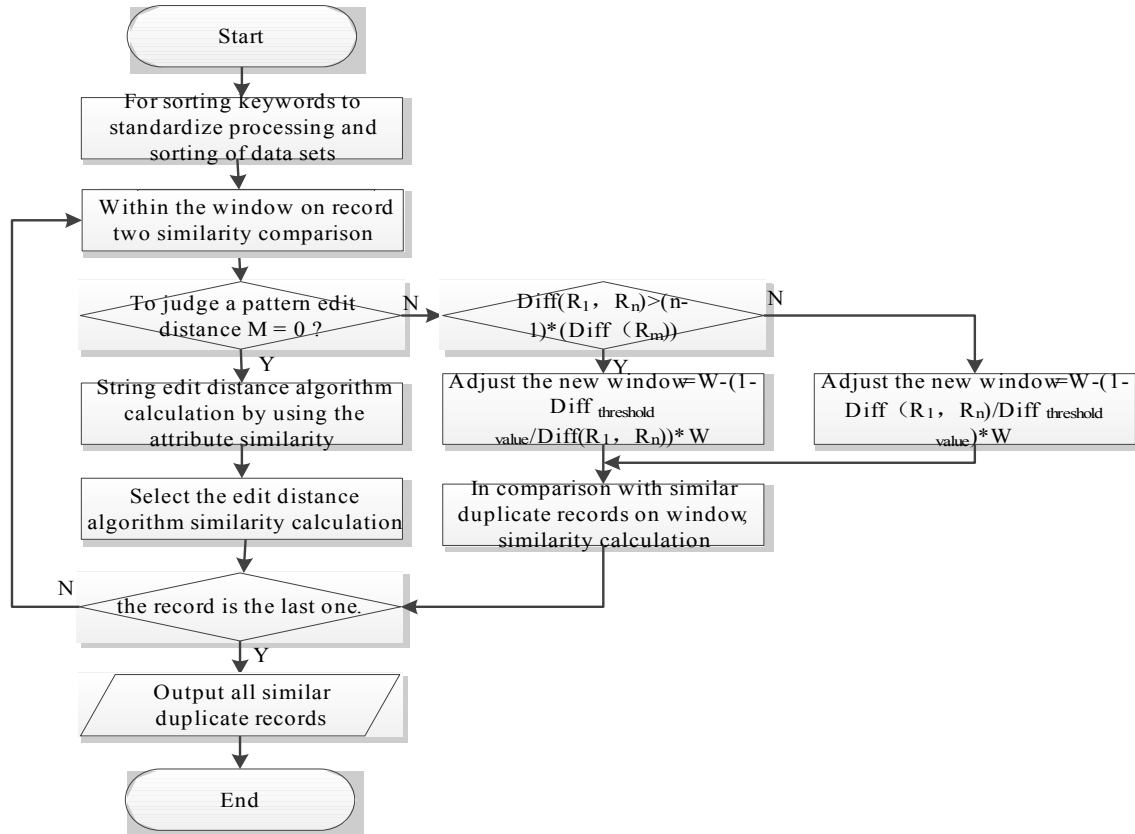 Start
For sorting keywords to
standardize processing and
sorting of data sets
Within the window on record
two similarity comparison
To judge a pattern edit
distance M = 0 ?
N
Diff(R1, Rn)>(n-
1)*(Diff (Rm))
N
Y
Y
String edit distance algorithm
calculation by using the
attribute similarity
Adjust the new window=W-(1-
Diff threshold
value/Diff(R1, Rn))* W
Adjust the new window=W-(1-
Diff (R1, Rn)/Diff threshold
value)* W
Select the edit distance
algorithm similarity calculation
In comparison with similar
duplicate records on window,
similarity calculation
N
the record is the last one.
Y
Output all similar
duplicate records
End